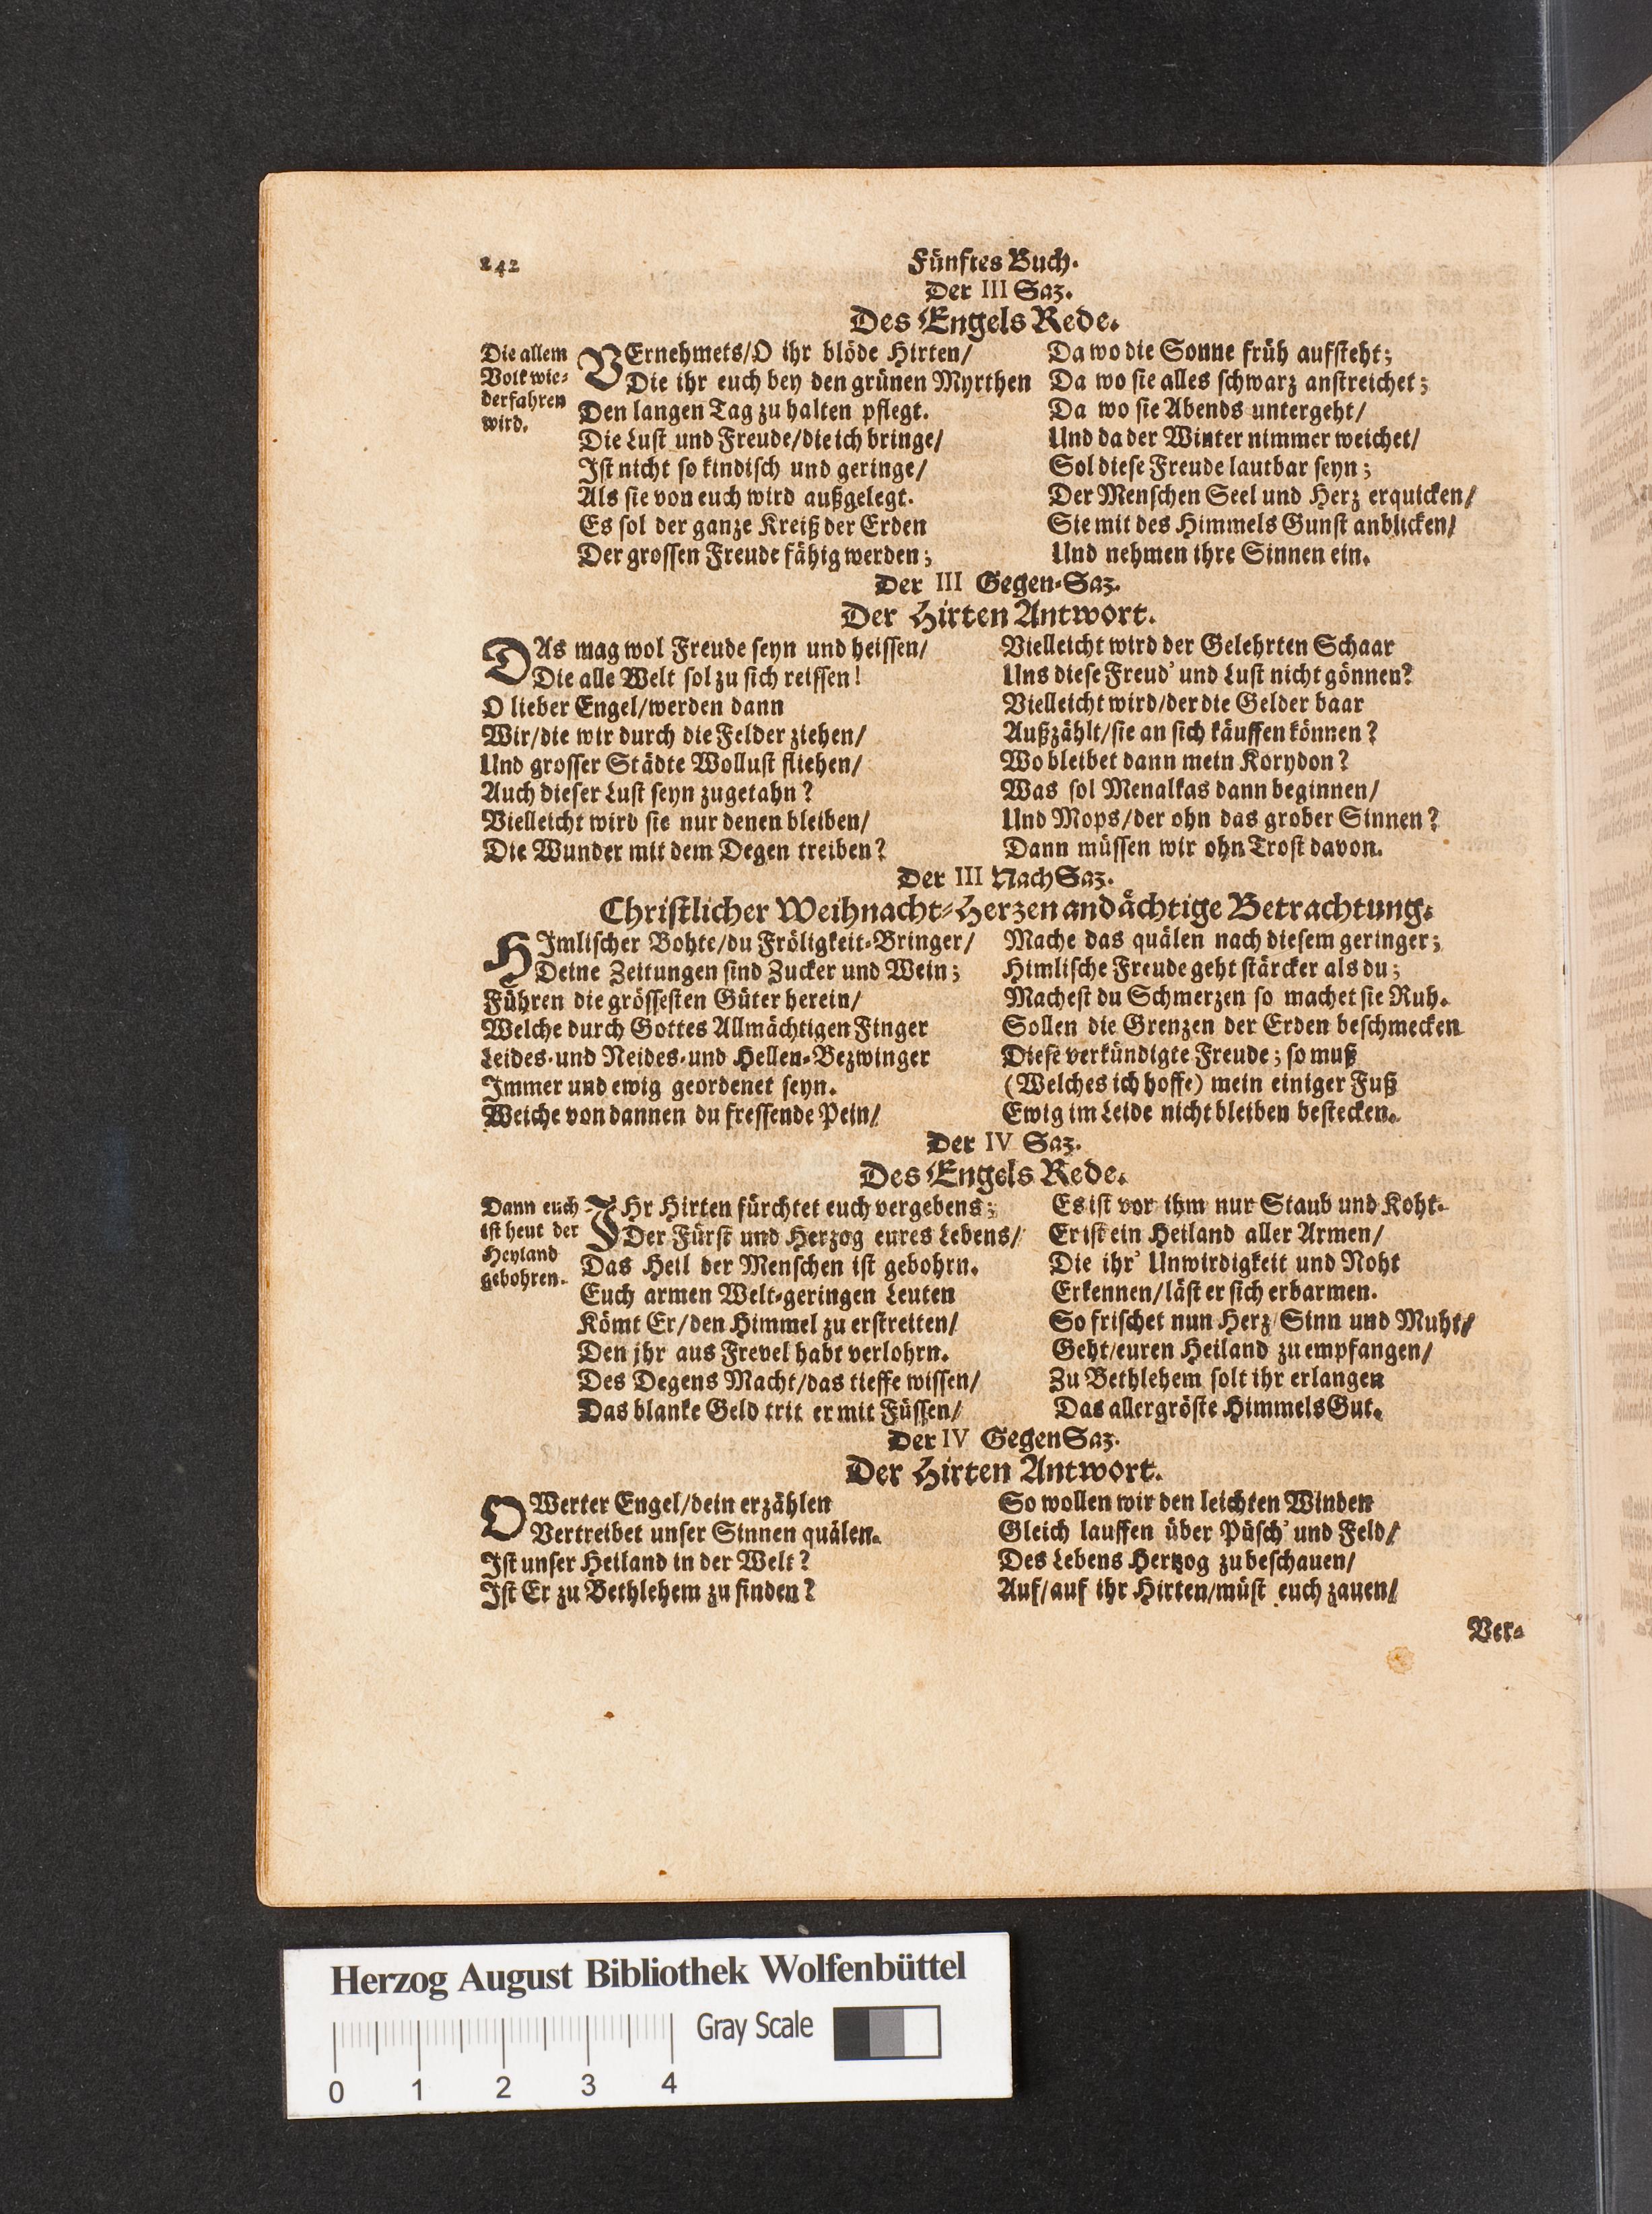 242
Fünftes Buch.
Der III Saz.
Des Engels Rede.
Die allem
Volk wie-
derfahren
wird.
VErnehmets/O ihr blöde Hirten/
Die ihr euch bey den grünen Myrthen
Den langen Tag zu halten pflegt.
Die Lust und Freude/die ich bringe/
Ist nicht so kindisch und geringe/
Als sie von euch wird außgelegt.
Es sol der ganze Kreiß der Erden
Der grossen Freude fähig werden;
Da wo die Sonne früh aufsteht;
Da wo sie alles schwarz anstreichet;
Da wo sie Abends untergeht/
Und da der Winter nimmer weichet/
Sol diese Freude lautbar seyn;
Der Menschen Seel und Herz erquicken/
Sie mit des Himmels Gunst anblicken/
Und nehmen ihre Sinnen ein.
Der III Gegen-Saz.
Der Hirten Antwort.
DAs mag wol Freude seyn und heissen/
Die alle Welt sol zu sich reissen!
O lieber Engel/werden dann
Wir/die wir durch die Felder ziehen/
Und grosser Städte Wollust fliehen/
Auch dieser Lust seyn zugetahn?
Vielleicht wird sie nur denen bleiben/
Die Wunder mit dem Degen treiben?
Vielleicht wird der Gelehrten Schaar
Uns diese Freud' und Lust nicht gönnen?
Vielleicht wird/der die Gelder baar
Außzählt/sie an sich käuffen können?
Wo bleibet dann mein Korydon?
Was sol Menalkas dann beginnen/
Und Mops/der ohn das grober Sinnen?
Dann müssen wir ohn Trost davon.
Der III NachSaz.
Christlicher Weihnacht-Herzen andächtige Betrachtung.
HImlischer Bohte/du Fröligkeit-Bringer/
Deine Zeitungen sind Zucker und Wein;
Führen die grössesten Güter herein/
Welche durch Gottes Allmächtigen Finger
Leides-und Neides-und Hellen-Bezwinger
Immer und ewig geordenet seyn.
Weiche von dannen du fressende Pein/
Mache das quälen nach diesem geringer;
Himlische Freude geht stärcker als du;
Machest du Schmerzen so machet sie Ruh.
Sollen die Grenzen der Erden beschmecken
Diese verkündigte Freude; so muß
(Welches ich hoffe) mein einiger Fuß
Ewig im Leide nicht bleiben bestecken.
Der IV Saz.
Des Engels Rede.
Dann euch
ist heut der
Heyland
gebohren.
IHr Hirten fürchtet euch vergebens;
Der Fürst und Herzog eures Lebens/
Das Heil der Menschen ist gebohrn.
Euch armen Welt-geringen Leuten
Kömt Er/den Himmel zu erstreiten/
Den jhr aus Frevel habt verlohrn.
Des Degens Macht/das tieffe wissen/
Das blanke Geld trit er mit Füssen/
Es ist vor ihm nur Staub und Koht.
Er ist ein Heiland aller Armen/
Die ihr' Unwirdigkeit und Noht
Erkennen/läst er sich erbarmen.
So frischet nun Herz/Sinn und Muht/
Geht/euren Heiland zu empfangen/
Zu Bethlehem solt ihr erlangen
Das allergröste HimmelsGut.
Der IV GegenSaz.
Der Hirten Antwort.
O Werter Engel/dein erzählen
Vertreibet unser Sinnen quälen.
Ist unser Heiland in der Welt?
Ist Er zu Bethlehem zu finden?
So wollen wir den leichten Winden
Gleich lauffen über Püsch' und Feld/
Des Lebens Hertzog zu beschauen/
Auf/auf ihr Hirten/müst euch zauen/
Ver-
Herzog August Bibliothek Wolfenbüttel
Gray Scale
0 1 2 3 4